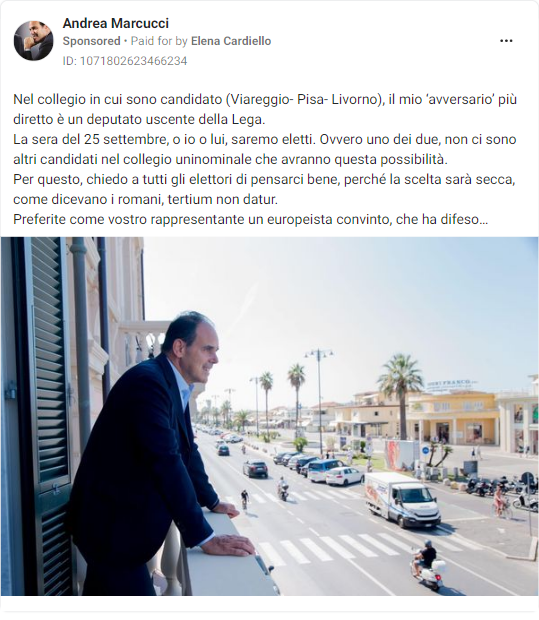 Andrea Marcucci
Sponsored • Paid for by Elena Cardiello
ID: 1071802623466234
Nel collegio in cui sono candidato (Viareggio- Pisa- Livorno), il mio ‘avversario’ più
diretto è un deputato uscente della Lega.
La sera del 25 settembre, o io o lui, saremo eletti. Ovvero uno dei due, non ci sono
altri candidati nel collegio uninominale che avranno questa possibilità.
Per questo, chiedo a tutti gli elettori di pensarci bene, perché la scelta sarà secca,
come dicevano i romani, tertium non datur.
Preferite come vostro rappresentante un europeista convinto, che ha difeso...